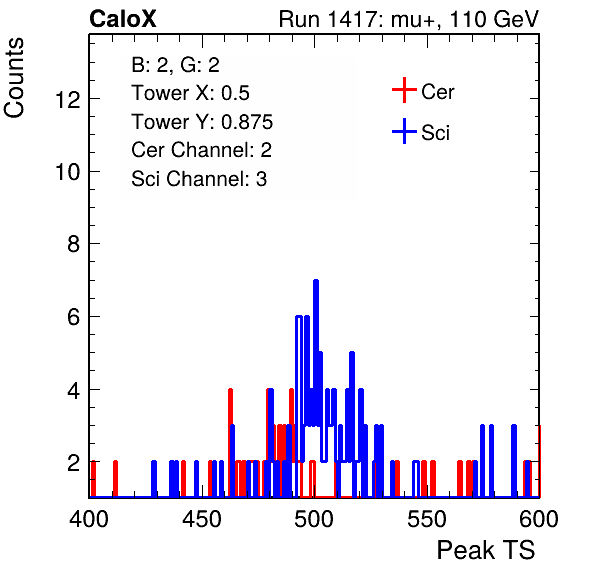 CaloX Run 1417: mu+, 110 GeV
Counts
B: 2, G: 2
Tower X: 0.5
Tower Y: 0.875
Cer Channel: 2
Sci Channel: 3
Cer
Sci
12
10
8
6
4
2
400 450 500 550 600
Peak TS